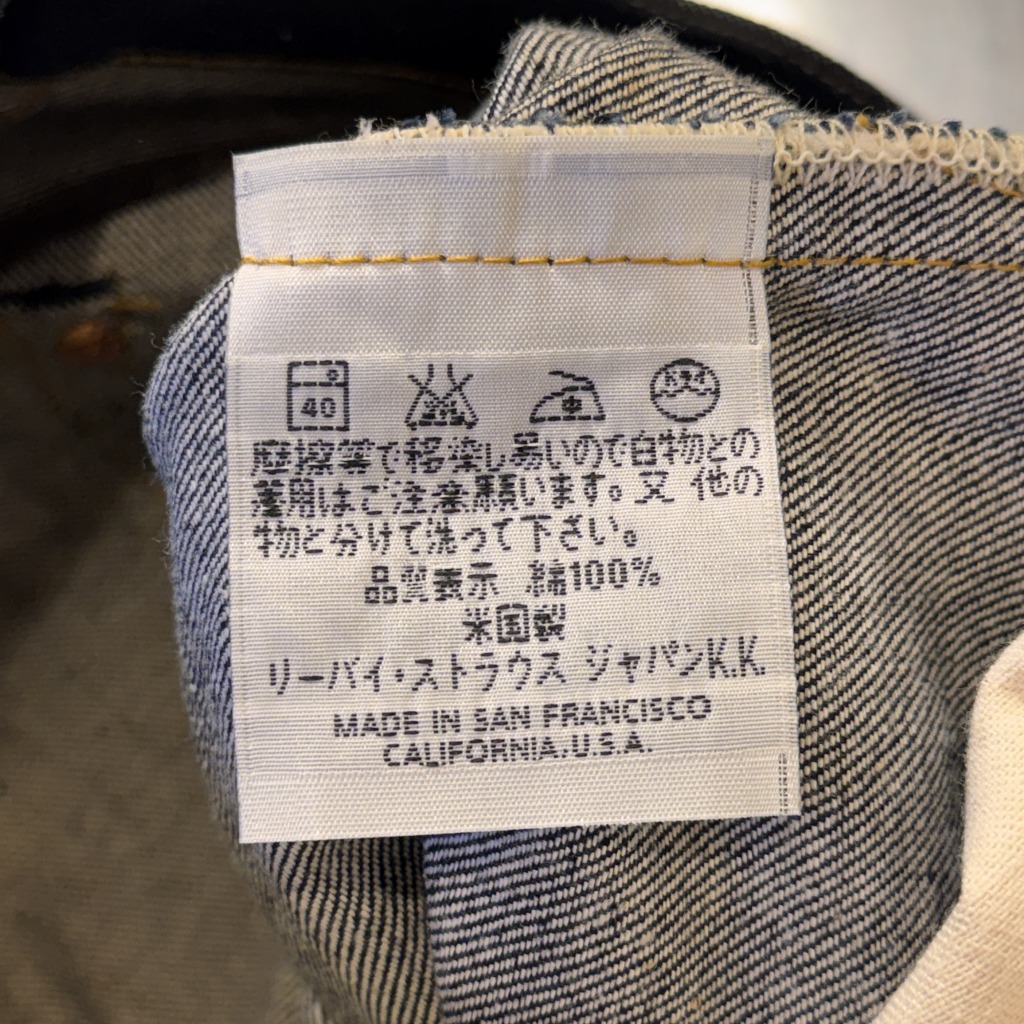 40
摩擦等で移染し易いので白物との
着用はご注意願います。又 他の
物と分けて洗って下さい。
品質表示 綿100%
米国製
リーバイ・ストラウス ジャパンK.K.
MADE IN SAN FRANCISCO
CALIFORNIA.U.S.A.